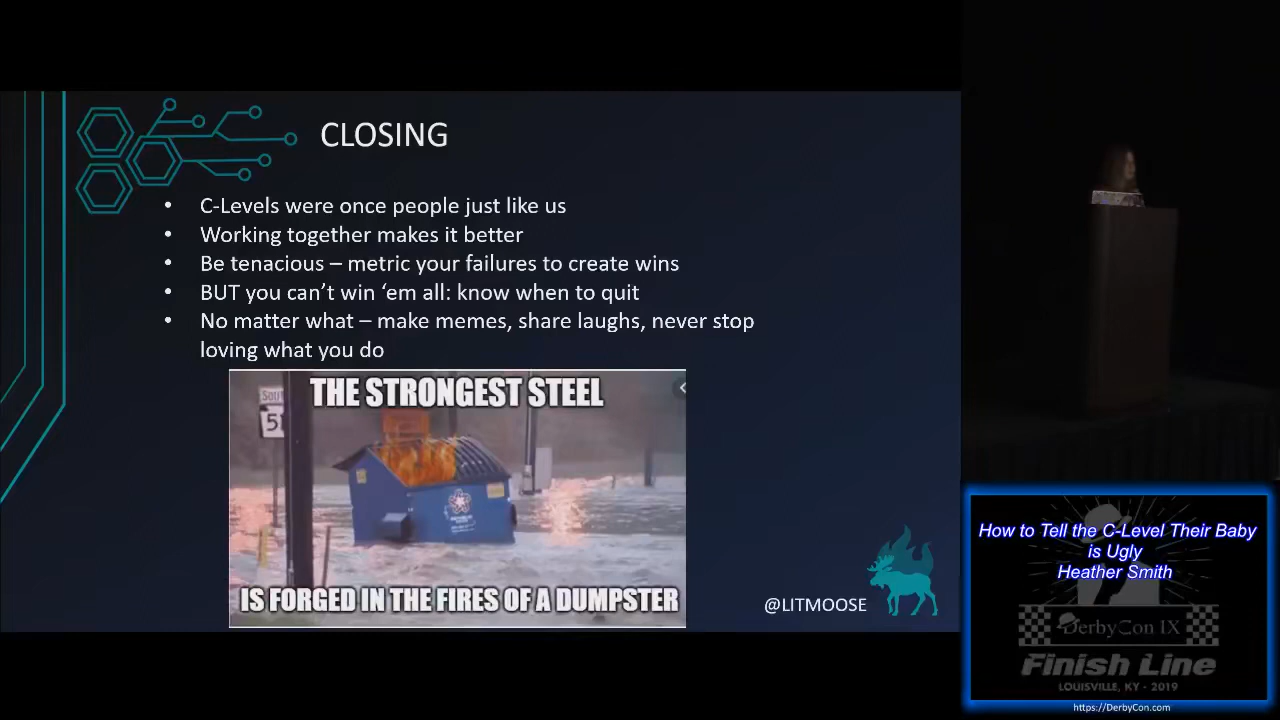 CLOSING
• C-Levels were once people just like us
• Working together makes it better
• Be tenacious – metric your failures to create wins
• BUT you can’t win ‘em all: know when to quit
• No matter what – make memes, share laughs, never stop
loving what you do
THE STRONGEST STEEL
SOUTH
51
IS FORGED IN THE FIRES OF A DUMPSTER
@LITMOOSE
How to Tell the C-Level Their Baby
is Ugly
Heather Smith
DerbyCon IX
Finish Line
LOUISVILLE, KY - 2019
https://DerbyCon.com